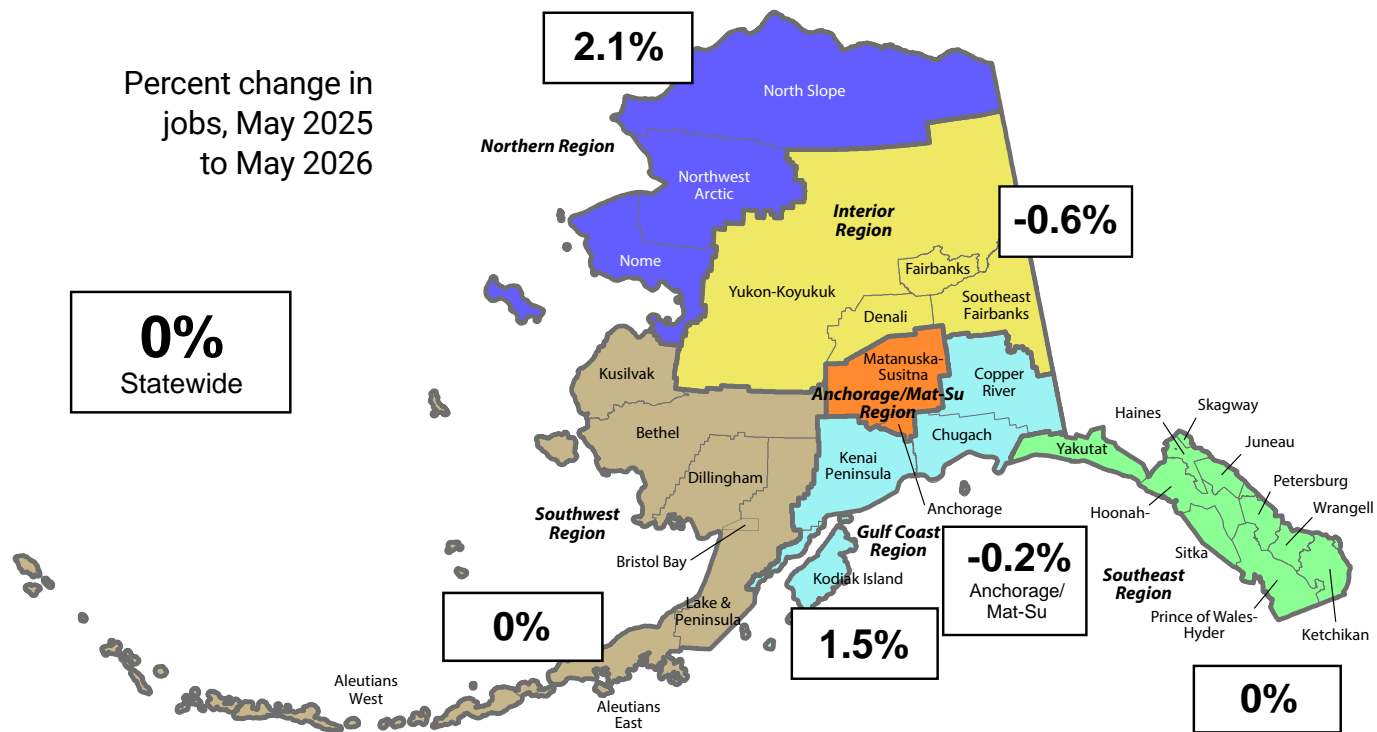 Percent change in
jobs, May 2025
to May 2026
2.1%
North Slope
Northern Region
Northwest
Arctic
Interior
Region
-0.6%
Nome
Fairbanks
Yukon-Koyukuk
Southeast
Fairbanks
Denali
0%
Statewide
Kusilvak
Matanuska-
Susitna
Copper
River
Anchorage/Mat-Su
Region
Bethel
Chugach
Haines
Skagway
Juneau
Yakutat
Kenai
Peninsula
Dillingham
Petersburg
Wrangell
Hoonah-
Anchorage
Southwest
Region
Gulf Coast
Region
Bristol Bay
Sitka
Kodiak Island
-0.2%
Anchorage/
Mat-Su
Southeast
Region
Lake &
Peninsula
0%
1.5%
Prince of Wales-
Hyder
Ketchikan
Aleutians
West
Aleutians
East
0%